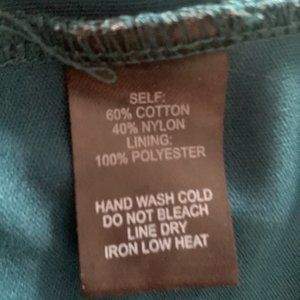 SELF:
60% COTTON
40% NYLON
LINING:
100% POLYESTER
HAND WASH COLD
DO NOT BLEACH
LINE DRY
IRON LOW HEAT